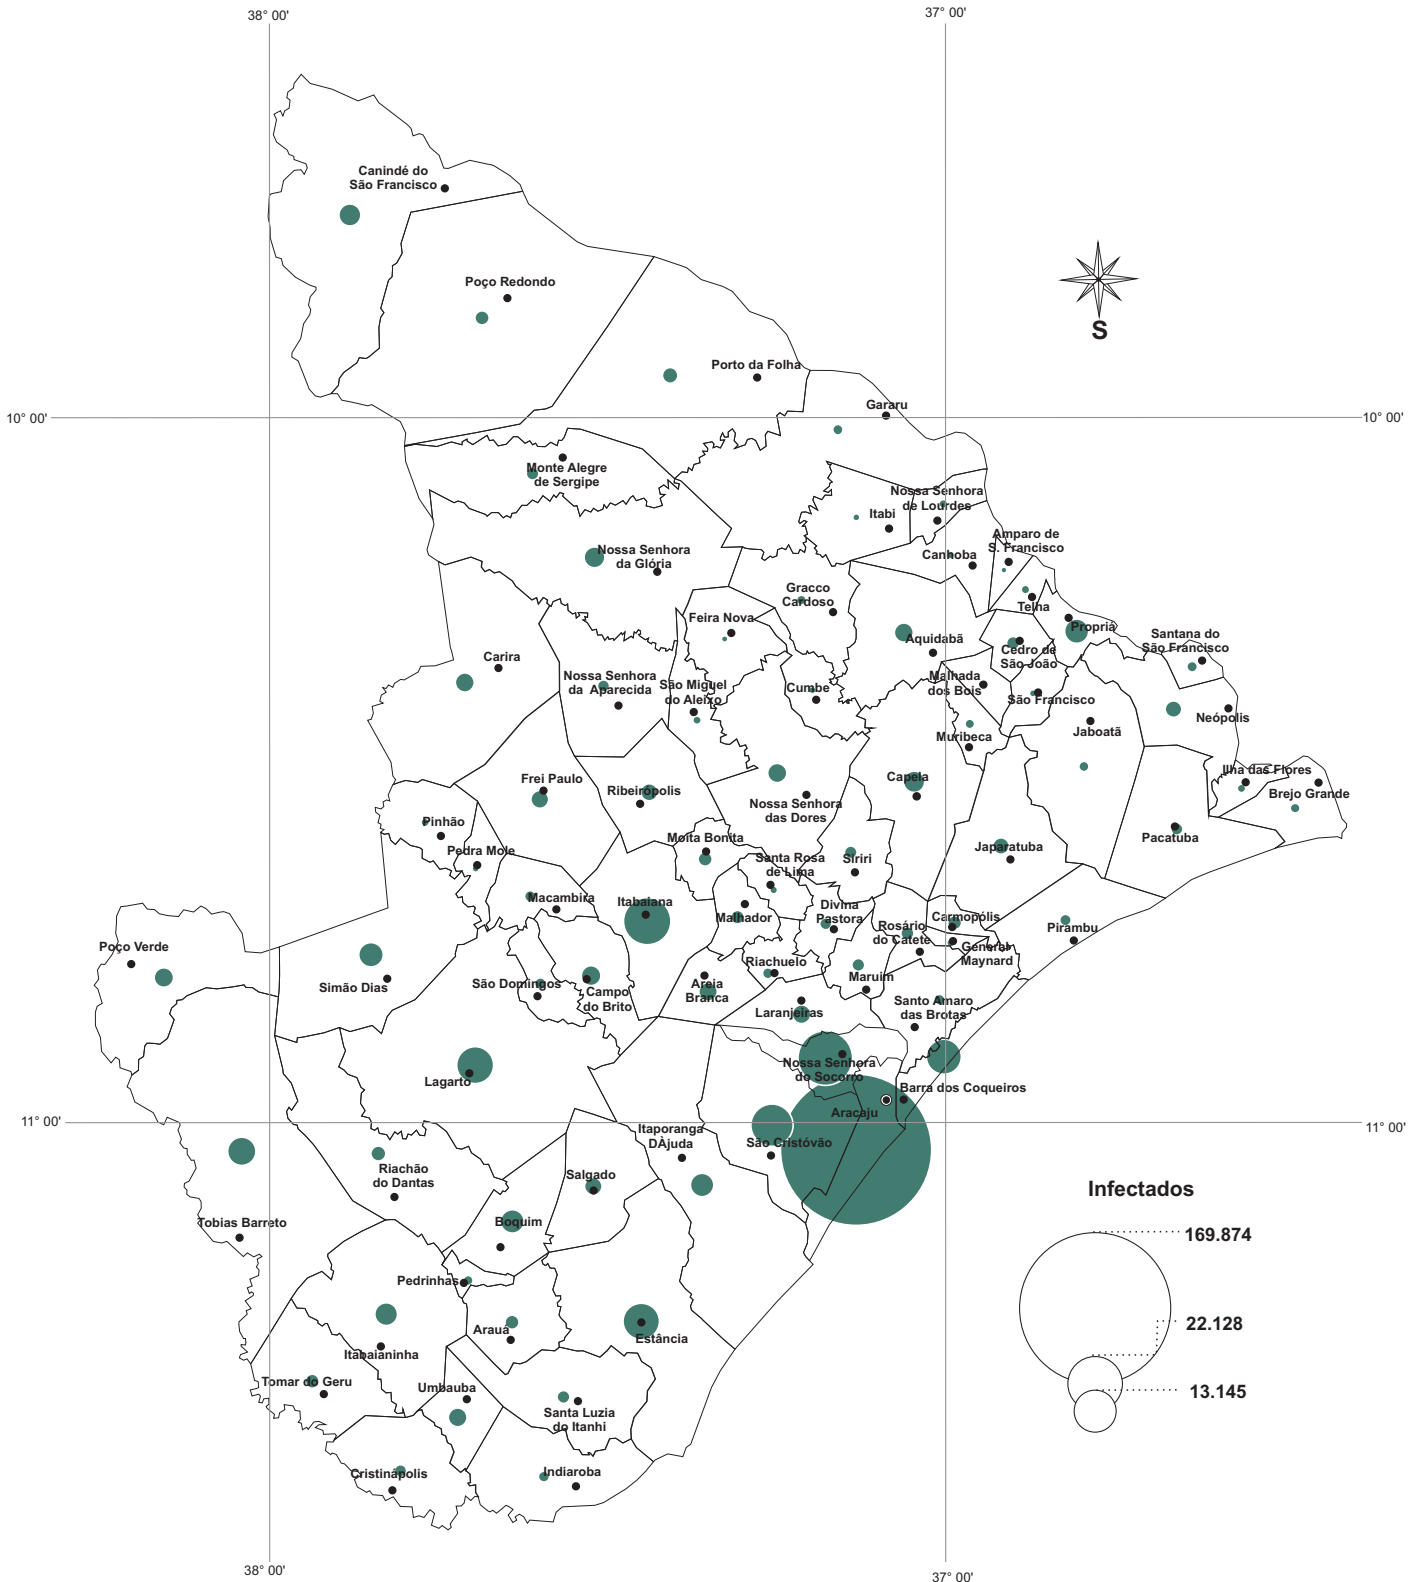 38° 00'
37° 00'
Canindé do
São Francisco
Poço Redondo
S
Porto da Folha
Gararu
10° 00'
10° 00'
Monte Alegre
de Sergipe
Nossa Senhora
de Lourdes
Itabi
Nossa Senhora
da Glória
Canhoba
Amparo de
S. Francisco
Gracco
Cardoso
Telha
Feira Nova
Propriá
Aquidabã
Cedro de
São João
Santana do
São Francisco
Carira
Nossa Senhora
da Aparecida
São Miguel
do Aleixo
Cumbe
Malhada
dos Bois
São Francisco
Neópolis
Jaboatã
Muribeca
Frei Paulo
Ribeirópolis
Capela
Ilha das Flores
Brejo Grande
Nossa Senhora
das Dores
Pinhão
Moita Bonita
Pacatuba
Pedra Mole
Santa Rosa
de Lima
Siriri
Japaratuba
Macambira
Itabaiana
Malhador
Divina
Pastora
Rosário
do Catete
Carmopólis
Pirambu
General
Maynard
Poço Verde
Simão Dias
São Domingos
Campo
do Brito
Areia
Branca
Riachuelo
Maruim
Laranjeiras
Santo Amaro
das Brotas
Lagarto
Nossa Senhora
do Socorro
Barra dos Coqueiros
Aracaju
11° 00'
11° 00'
Itaporanga
DÀjuda
São Cristóvão
Riachão
do Dantas
Salgado
Infectados
Tobias Barreto
Boquim
169.874
Pedrinhas
Arauá
Estância
22.128
Itabaianinha
Tomar do Geru
Umbauba
13.145
Santa Luzia
do Itanhi
Cristinápolis
Indiaroba
38° 00'
37° 00'